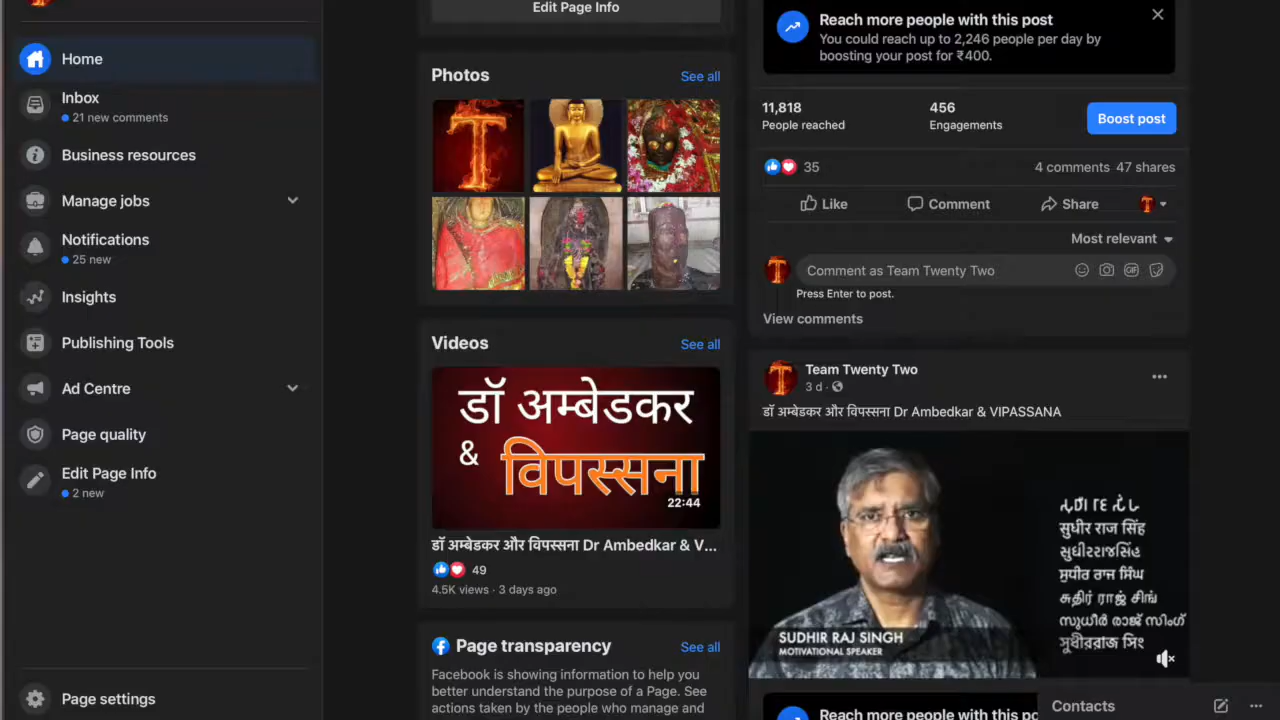 Home
Inbox
21 new comments
Business resources
Manage jobs
Notifications
25 new
Insights
Publishing Tools
Ad Centre
Page quality
Edit Page Info
2 new
Page settings
Edit Page Info
Photos
See all
Videos
See all
डॉ अम्बेडकर
&
विपस्सना
22:44
डॉ अम्बेडकर और विपस्सना Dr Ambedkar & V...
49
4.5K views · 3 days ago
Page transparency
See all
Facebook is showing information to help you
better understand the purpose of a Page. See
actions taken by the people who manage and
Reach more people with this post
You could reach up to 2,246 people per day by
boosting your post for ₹400.
11,818
People reached
456
Engagements
Boost post
35
4 comments 47 shares
Like
Comment
Share
Most relevant
Comment as Team Twenty Two
GIF
Press Enter to post.
View comments
Team Twenty Two
3 d ·
डॉ अम्बेडकर और विपस्सना Dr Ambedkar & VIPASSANA
सुधीर राज सिंह
સુધીરરાજસિંહ
ਸੁਧੀਰ ਰਾਜ ਸਿੰਘ
சுதிர் ராஜ் சிங்
സുധീർ രാജ് സിംഗ്
SUDHIR RAJ SINGH
MOTIVATIONAL SPEAKER
Reach more people with this po
Contacts